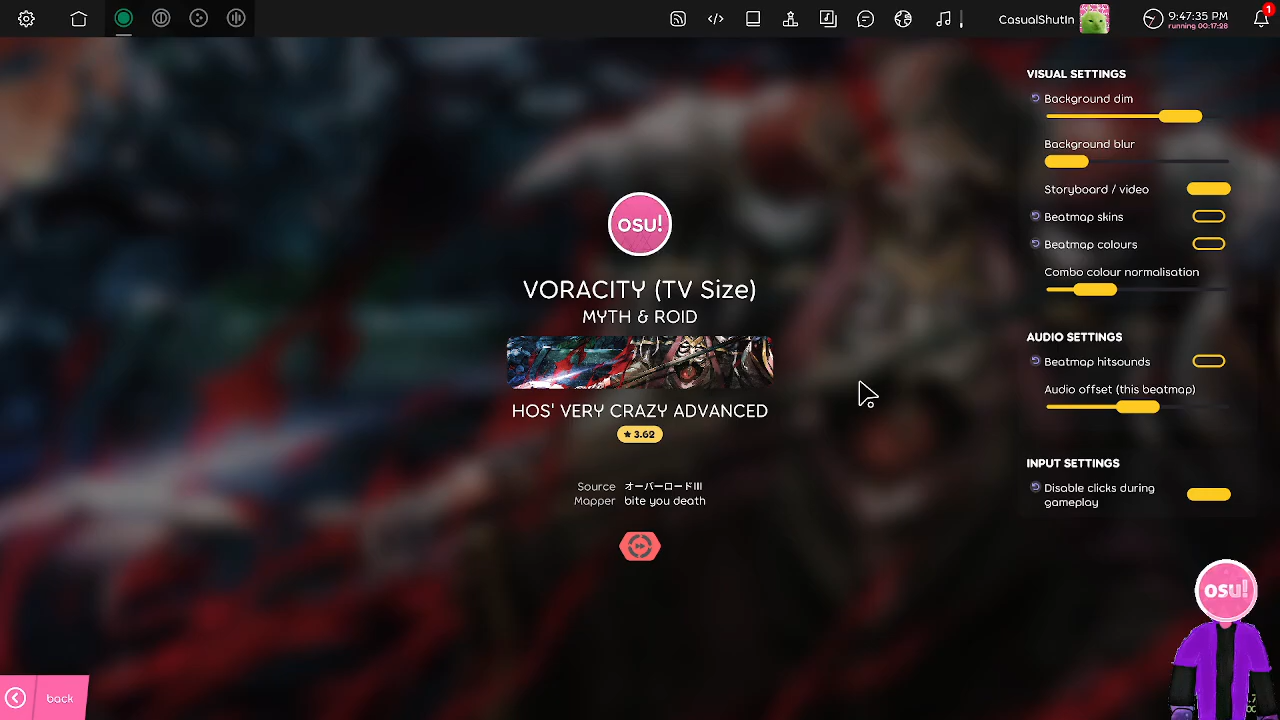 CasualShutIn
9:47:35 PM
running 00:17:28
1
VISUAL SETTINGS
Background dim
Background blur
Storyboard / video
Beatmap skins
Beatmap colours
Combo colour normalisation
AUDIO SETTINGS
Beatmap hitsounds
Audio offset (this beatmap)
INPUT SETTINGS
Disable clicks during
gameplay
osu!
VORACITY (TV Size)
MYTH & ROID
HOS' VERY CRAZY ADVANCED
3.62
Source オーバーロードIII
Mapper bite you death
osu!
back